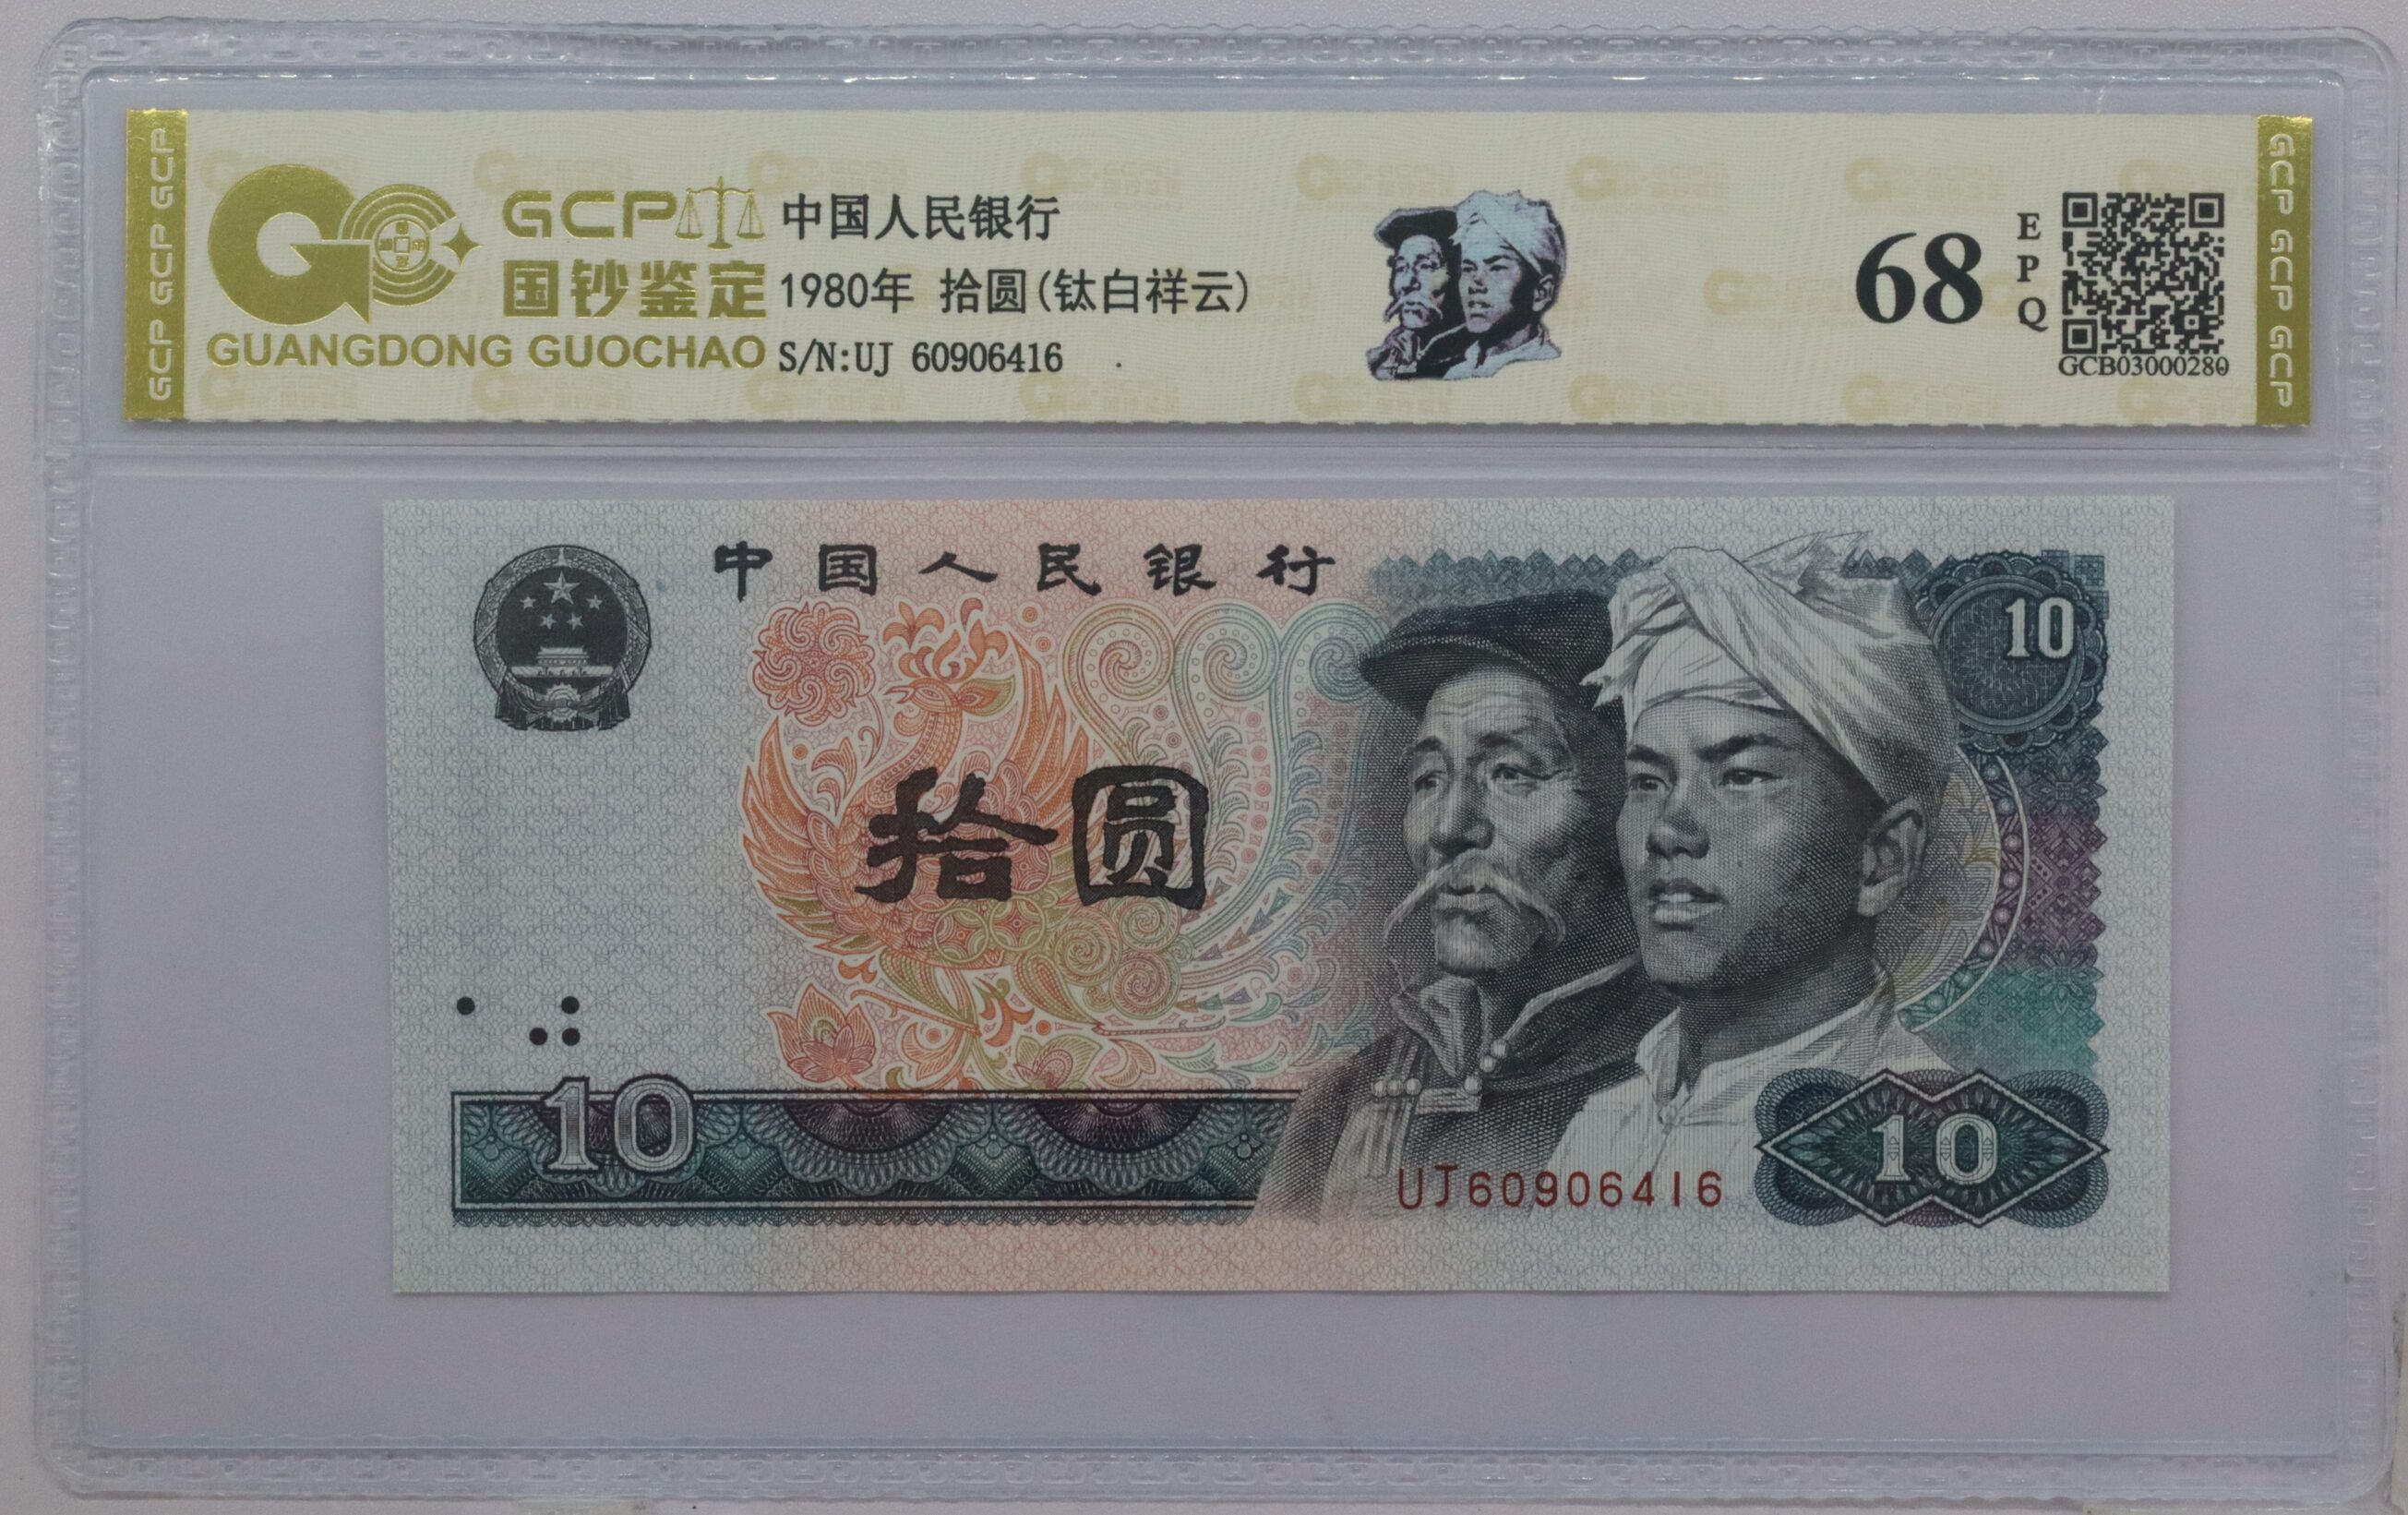 GCP GCP GCP
GCP
国钞鉴定
GUANGDONG GUOCHAO
中国人民银行
1980年 拾圆(钛白祥云)
S/N:UJ 60906416
68
EPQ
GCB03000280
GCP GCP GCP
中国人民银行
10
拾圆
10
UJ60906416
10